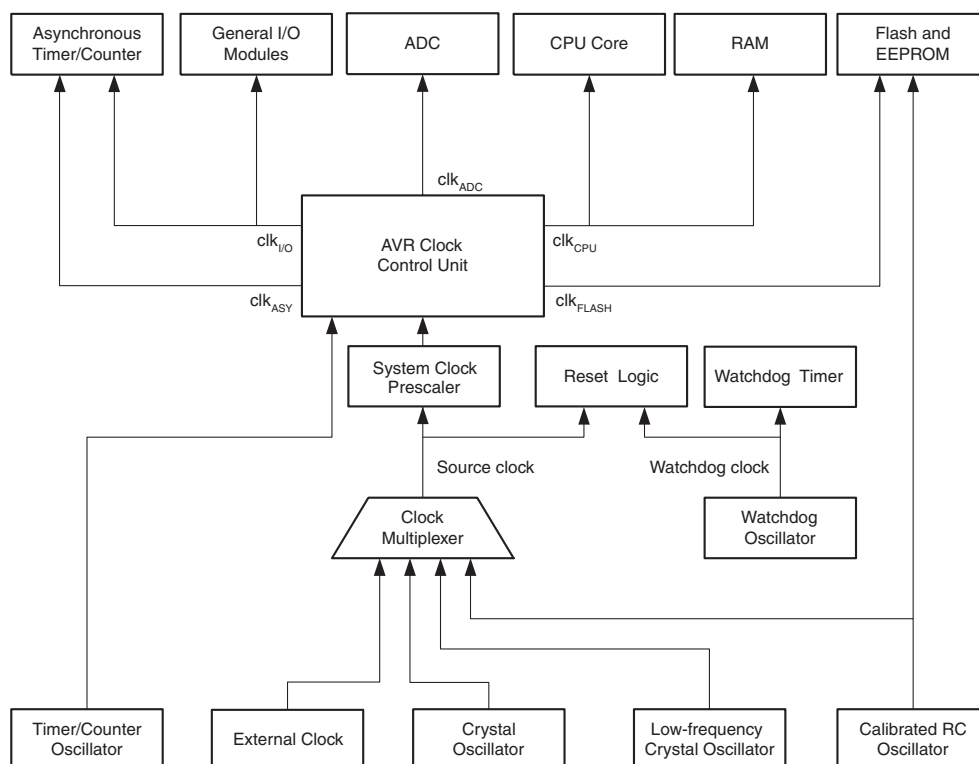 Asynchronous
Timer/Counter
General I/O
Modules
ADC
CPU Core
RAM
Flash and
EEPROM
clkADC
clkI/O
AVR Clock
Control Unit
clkCPU
clkASY
clkFLASH
System Clock
Prescaler
Reset Logic
Watchdog Timer
Source clock
Watchdog clock
Clock
Multiplexer
Watchdog
Oscillator
Timer/Counter
Oscillator
External Clock
Crystal
Oscillator
Low-frequency
Crystal Oscillator
Calibrated RC
Oscillator